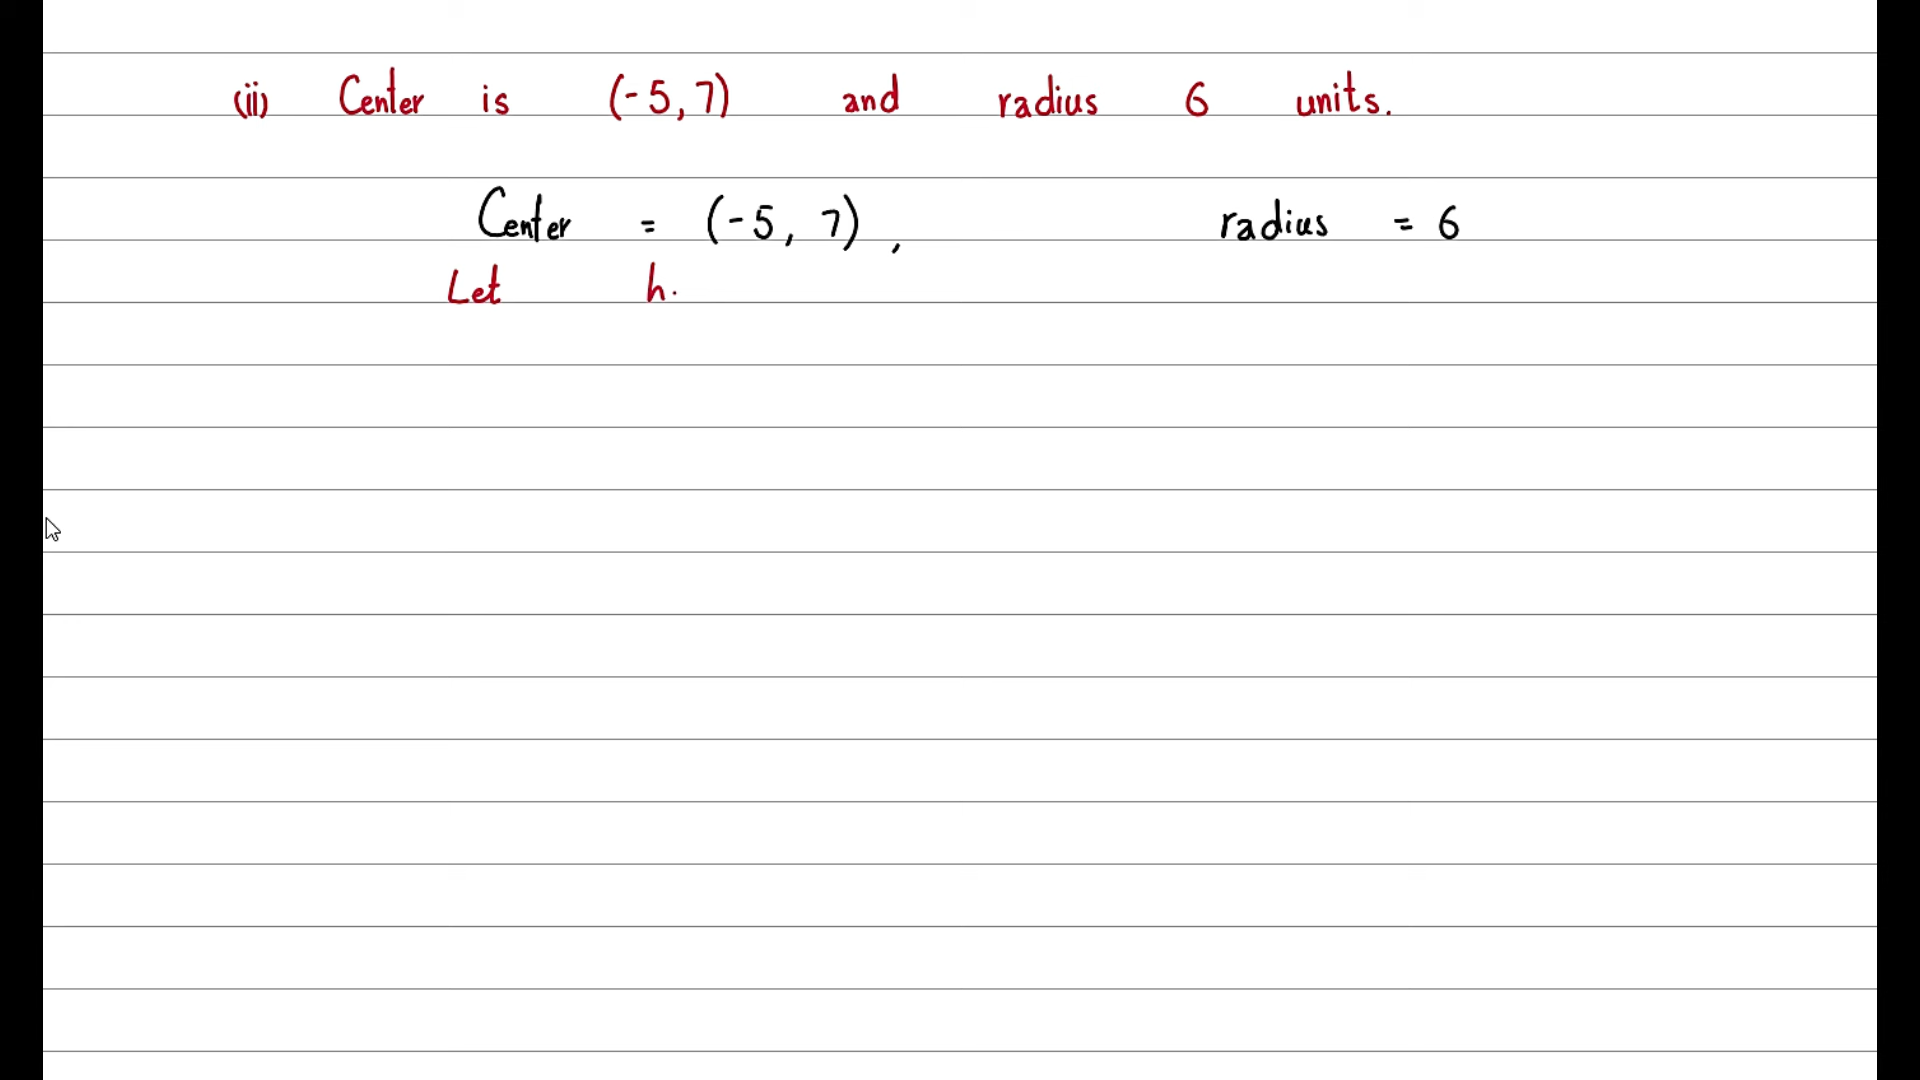 (ii) Center is (-5, 7) and radius 6 units.
Center = (-5, 7), radius = 6
Let h.